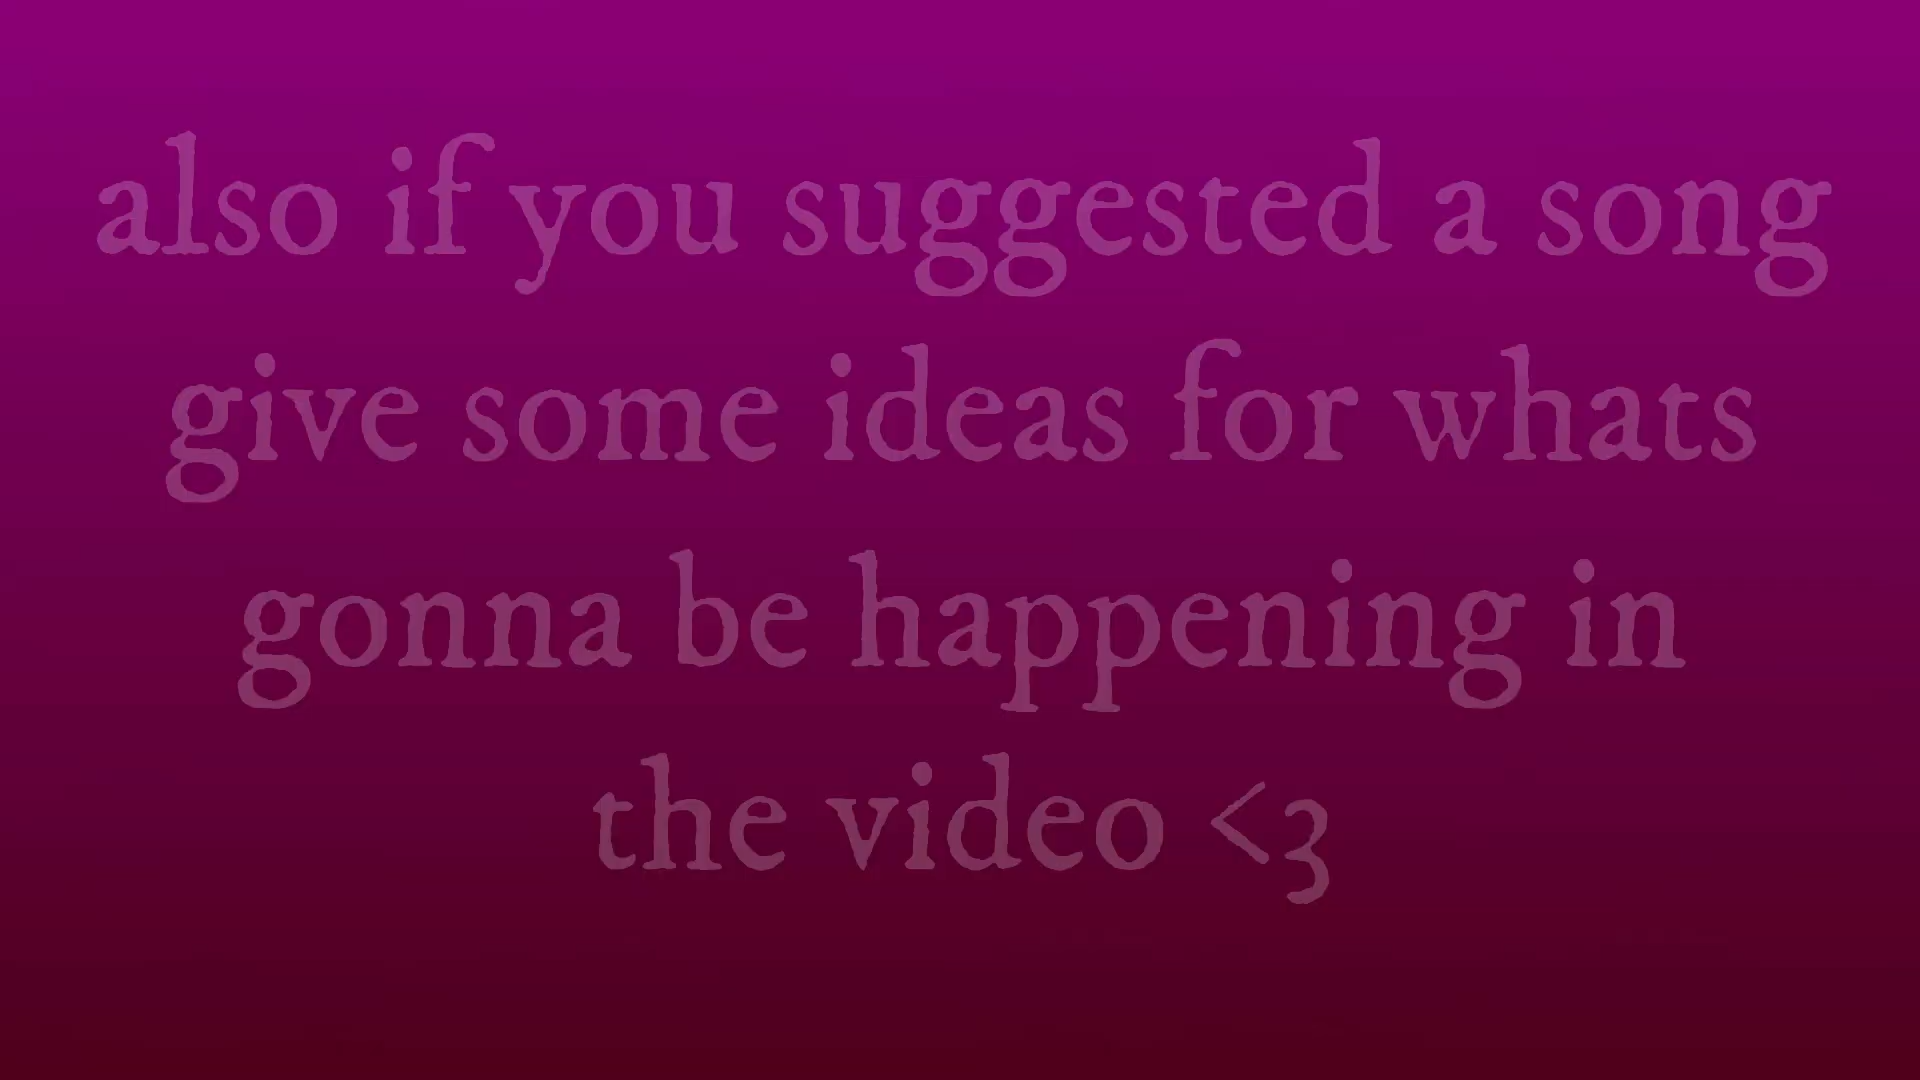 also if you suggested a song
give some ideas for whats
gonna be happening in
the video <3